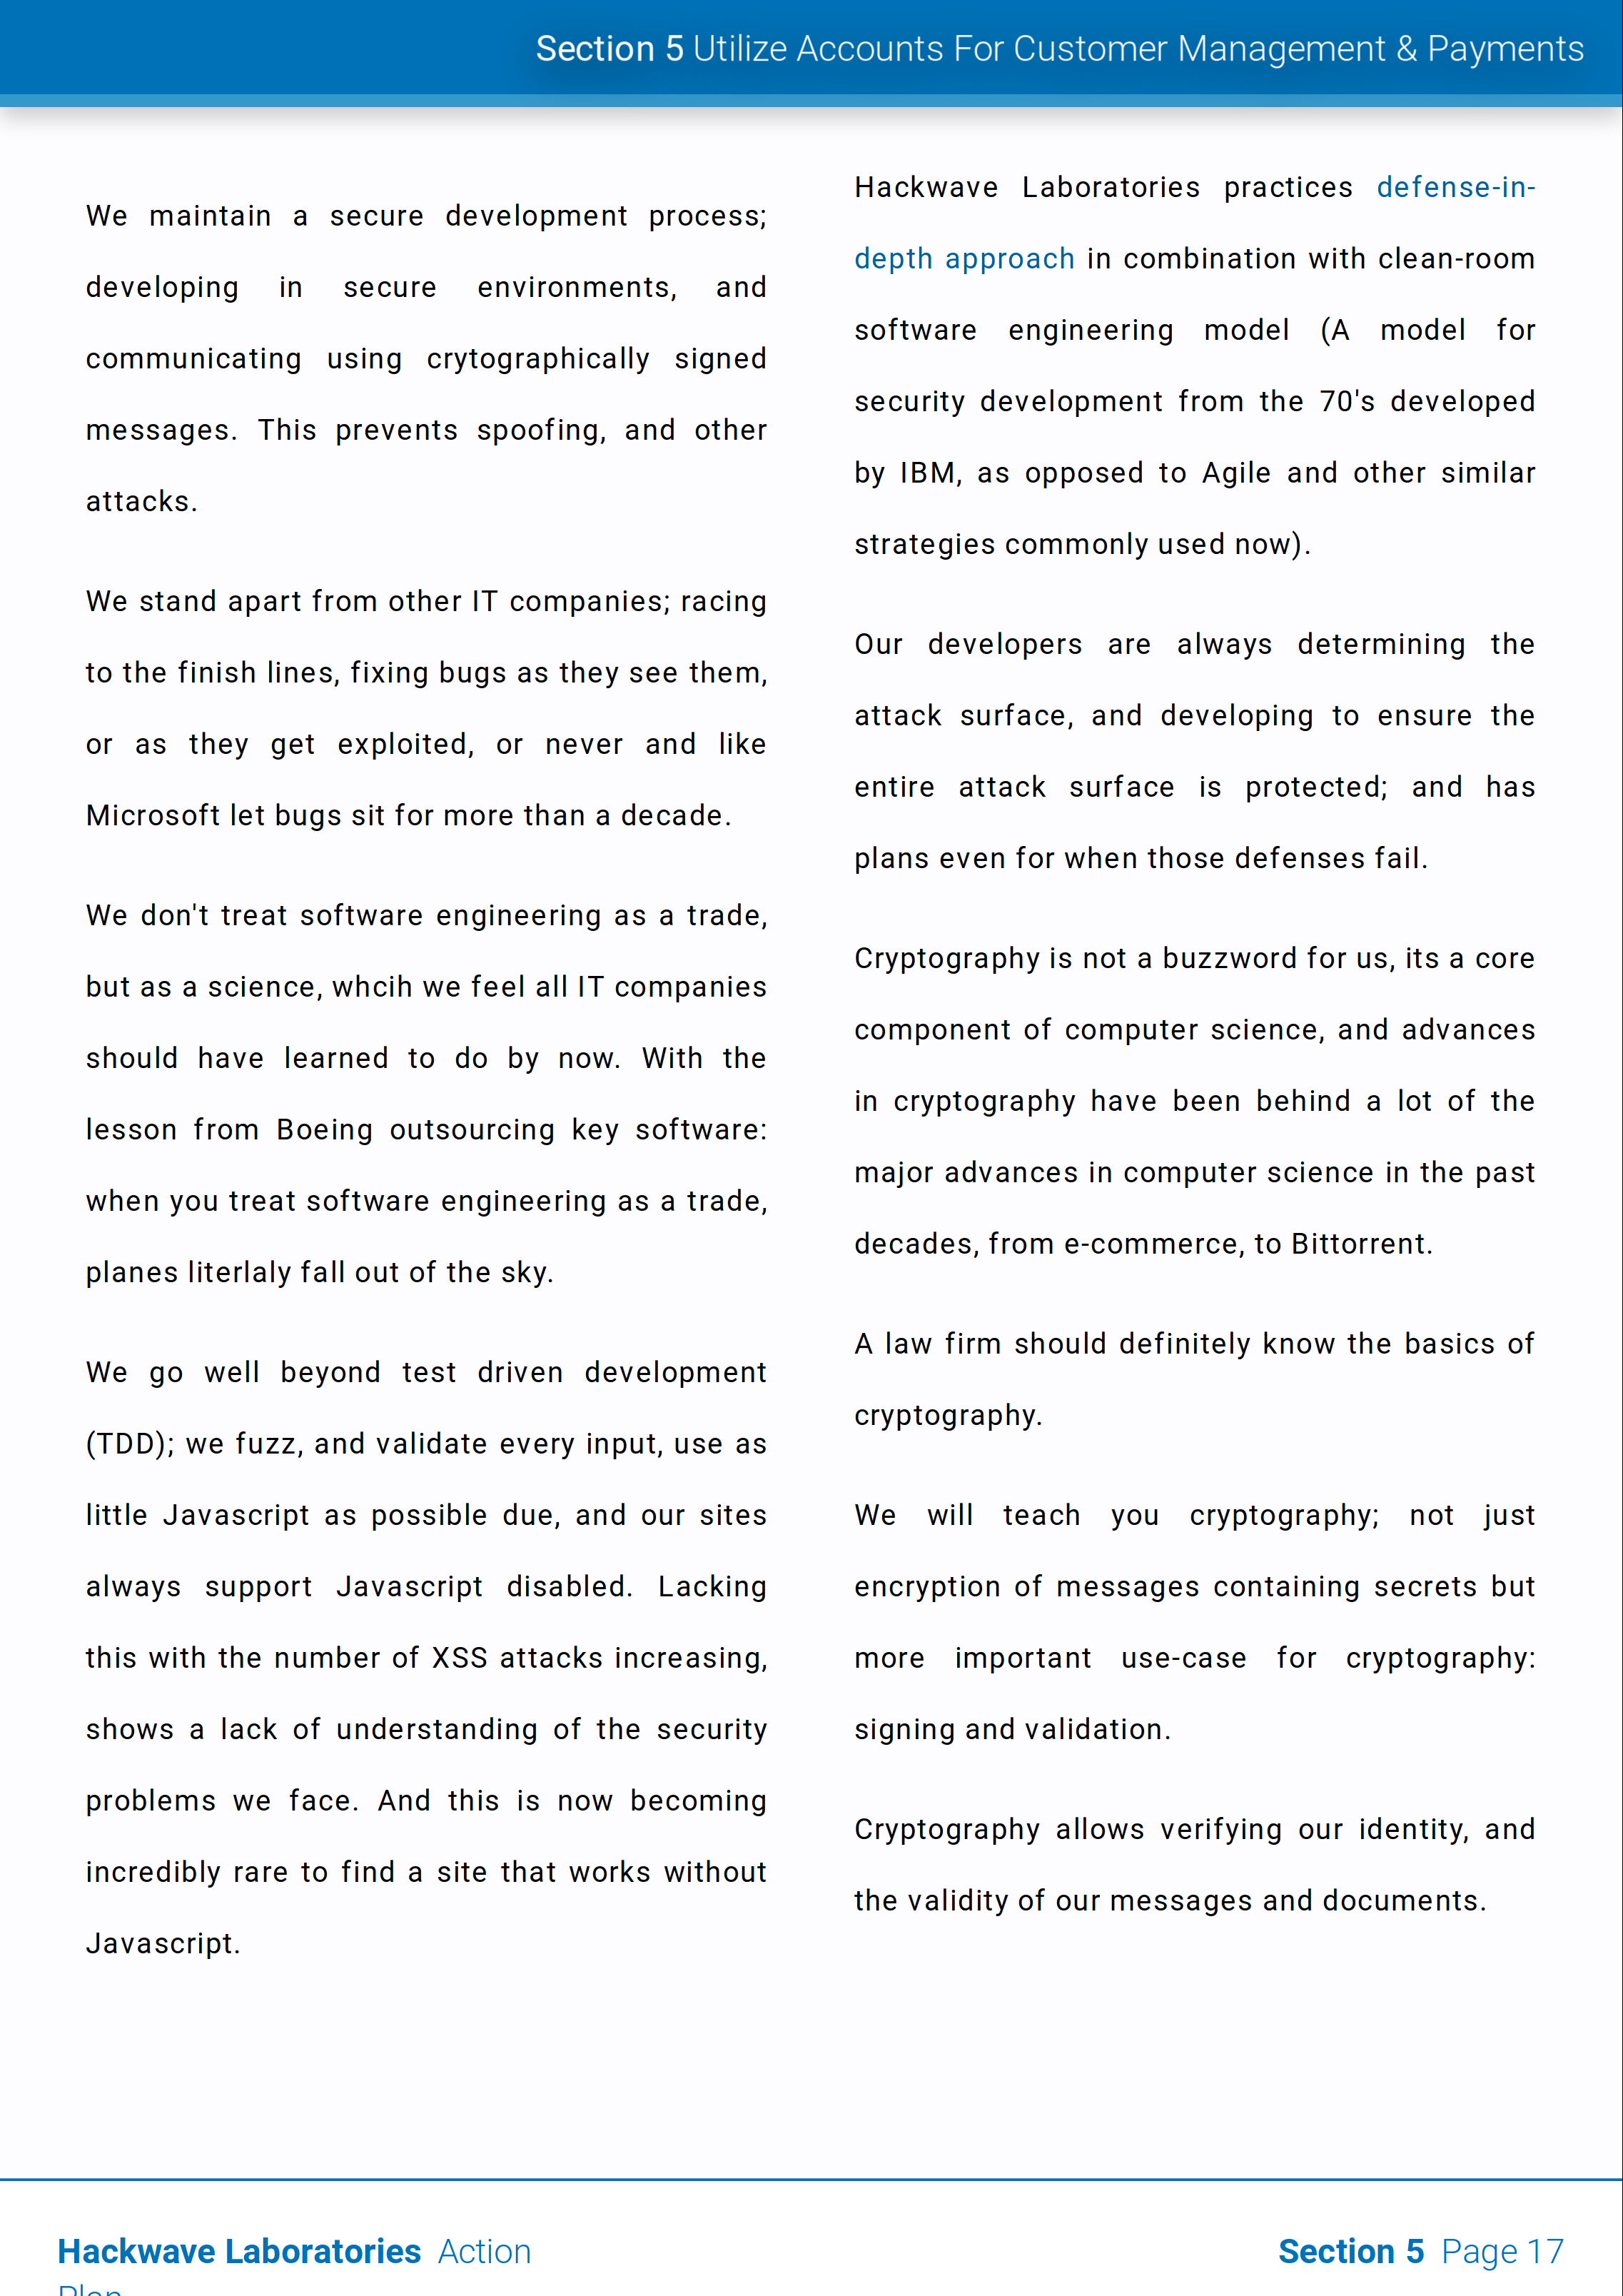 Section 5 Utilize Accounts For Customer Management & Payments
We maintain a secure development process;
developing in secure environments, and
communicating using crytographically signed
messages. This prevents spoofing, and other
attacks.
We stand apart from other IT companies; racing
to the finish lines, fixing bugs as they see them,
or as they get exploited, or never and like
Microsoft let bugs sit for more than a decade.
We don't treat software engineering as a trade,
but as a science, whcih we feel all IT companies
should have learned to do by now. With the
lesson from Boeing outsourcing key software:
when you treat software engineering as a trade,
planes literlaly fall out of the sky.
We go well beyond test driven development
(TDD); we fuzz, and validate every input, use as
little Javascript as possible due, and our sites
always support Javascript disabled. Lacking
this with the number of XSS attacks increasing,
shows a lack of understanding of the security
problems we face. And this is now becoming
incredibly rare to find a site that works without
Javascript.
Hackwave Laboratories practices defense-in-
depth approach in combination with clean-room
software engineering model (A model for
security development from the 70's developed
by IBM, as opposed to Agile and other similar
strategies commonly used now).
Our developers are always determining the
attack surface, and developing to ensure the
entire attack surface is protected; and has
plans even for when those defenses fail.
Cryptography is not a buzzword for us, its a core
component of computer science, and advances
in cryptography have been behind a lot of the
major advances in computer science in the past
decades, from e-commerce, to Bittorrent.
A law firm should definitely know the basics of
cryptography.
We will teach you cryptography; not just
encryption of messages containing secrets but
more important use-case for cryptography:
signing and validation.
Cryptography allows verifying our identity, and
the validity of our messages and documents.
Hackwave Laboratories Action
Plan
Section 5 Page 17